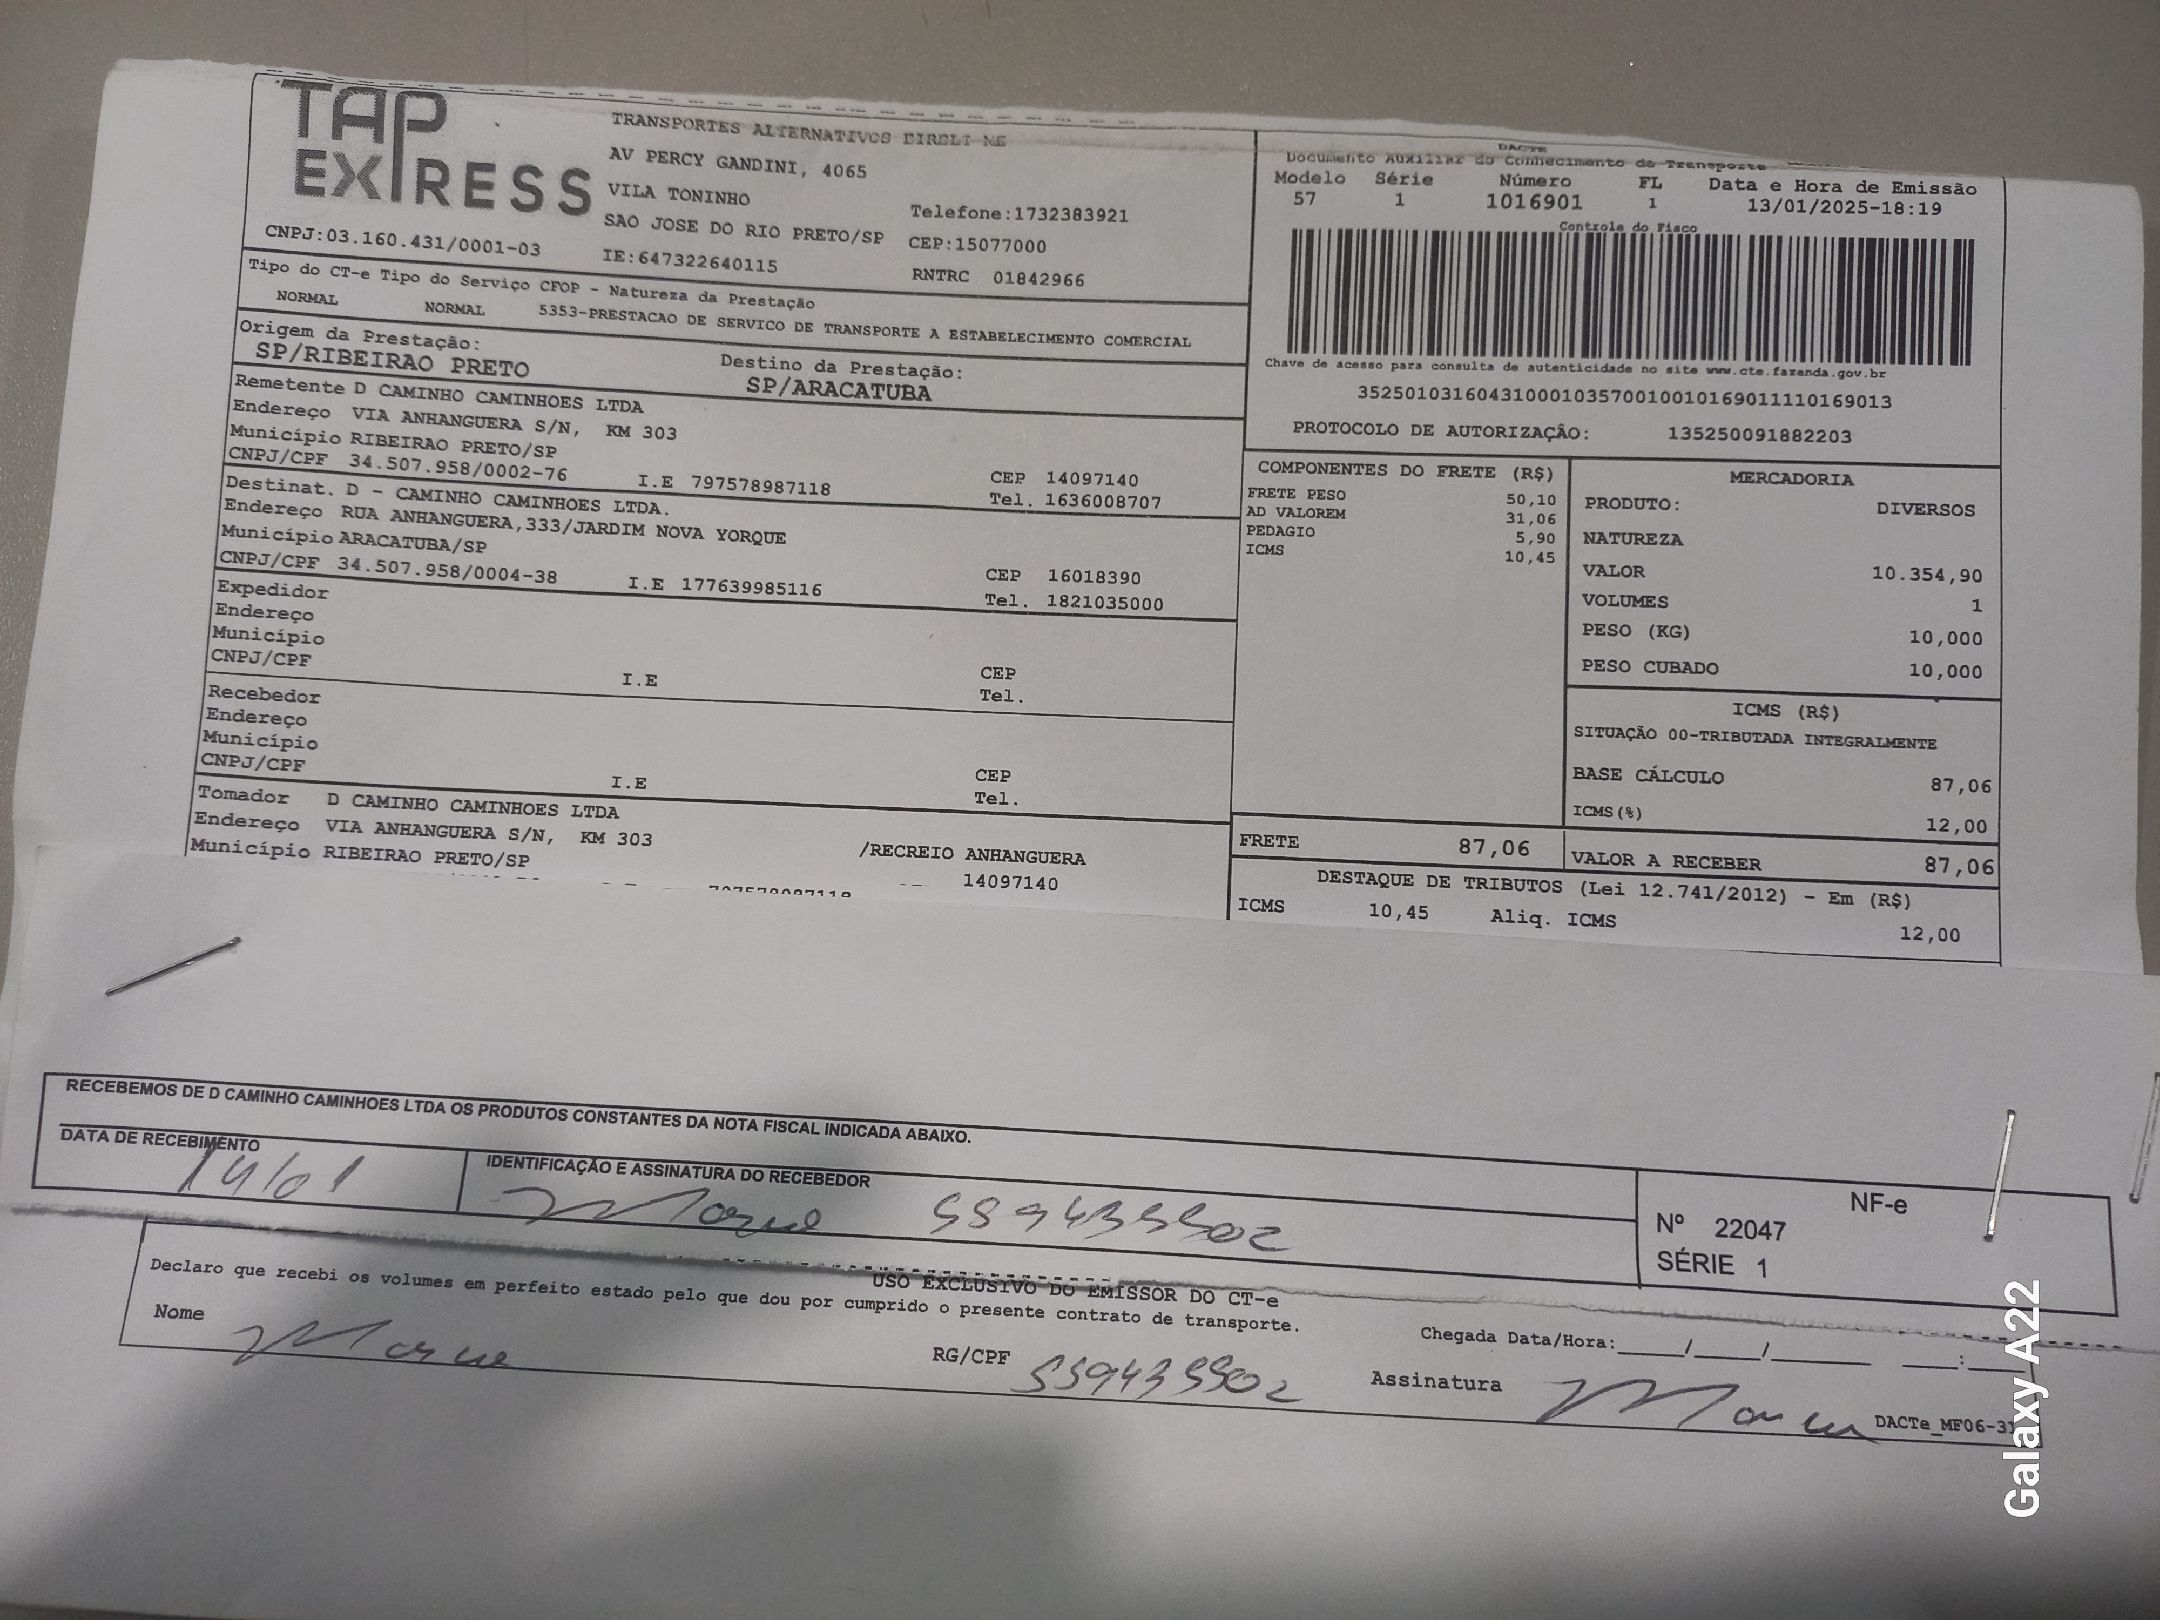 TAP
EXPRESS
TRANSPORTES ALTERNATIVOS EIRELI ME
AV PERCY GANDINI, 4065
VILA TONINHO
Telefone:1732383921
SAO JOSE DO RIO PRETO/SP
CEP:15077000
CNPJ:03.160.431/0001-03
IE:647322640115
RNTRC 01842966
Tipo do CT-e Tipo do Serviço CFOP - Natureza da Prestação
NORMAL NORMAL 5353-PRESTACAO DE SERVICO DE TRANSPORTE A ESTABELECIMENTO COMERCIAL
Origem da Prestação:
SP/RIBEIRAO PRETO
Destino da Prestação:
SP/ARACATUBA
Remetente D CAMINHO CAMINHOES LTDA
Endereço VIA ANHANGUERA S/N, KM 303
Município RIBEIRAO PRETO/SP
CEP 14097140
CNPJ/CPF 34.507.958/0002-76
I.E 797578987118
Tel. 1636008707
Destinat. D - CAMINHO CAMINHOES LTDA.
Endereço RUA ANHANGUERA,333/JARDIM NOVA YORQUE
Município ARACATUBA/SP
CEP 16018390
CNPJ/CPF 34.507.958/0004-38
I.E 177639985116
Tel. 1821035000
Expedidor
Endereço
Município
CEP
CNPJ/CPF
I.E
Tel.
Recebedor
Endereço
Município
CEP
CNPJ/CPF
I.E
Tel.
Tomador D CAMINHO CAMINHOES LTDA
Endereço VIA ANHANGUERA S/N, KM 303
/RECREIO ANHANGUERA
Município RIBEIRAO PRETO/SP
14097140
797578987118
DACTE
Documento Auxiliar do Conhecimento de Transporte
Modelo Série Número FL Data e Hora de Emissão
57 1 1016901 1 13/01/2025-18:19
Controle do Fisco
Chave de acesso para consulta de autenticidade no site www.cte.fazenda.gov.br
35250103160431000103570010010169011110169013
PROTOCOLO DE AUTORIZAÇÃO: 135250091882203
COMPONENTES DO FRETE (R$)
FRETE PESO 50,10
AD VALOREM 31,06
PEDAGIO 5,90
ICMS 10,45
MERCADORIA
PRODUTO: DIVERSOS
NATUREZA
VALOR 10.354,90
VOLUMES 1
PESO (KG) 10,000
PESO CUBADO 10,000
ICMS (R$)
SITUAÇÃO 00-TRIBUTADA INTEGRALMENTE
BASE CÁLCULO 87,06
ICMS(%) 12,00
FRETE 87,06
VALOR A RECEBER 87,06
DESTAQUE DE TRIBUTOS (Lei 12.741/2012) - Em (R$)
ICMS 10,45 Aliq. ICMS 12,00
RECEBEMOS DE D CAMINHO CAMINHOES LTDA OS PRODUTOS CONSTANTES DA NOTA FISCAL INDICADA ABAIXO.
DATA DE RECEBIMENTO
14/01
IDENTIFICAÇÃO E ASSINATURA DO RECEBEDOR
559435502
NF-e
Nº 22047
SÉRIE 1
USO EXCLUSIVO DO EMISSOR DO CT-e
Declaro que recebi os volumes em perfeito estado pelo que dou por cumprido o presente contrato de transporte.
Nome
RG/CPF 559435502
Chegada Data/Hora:_____/_____/_______ ____:____
Assinatura
DACTe_MF06-31
Galaxy A22